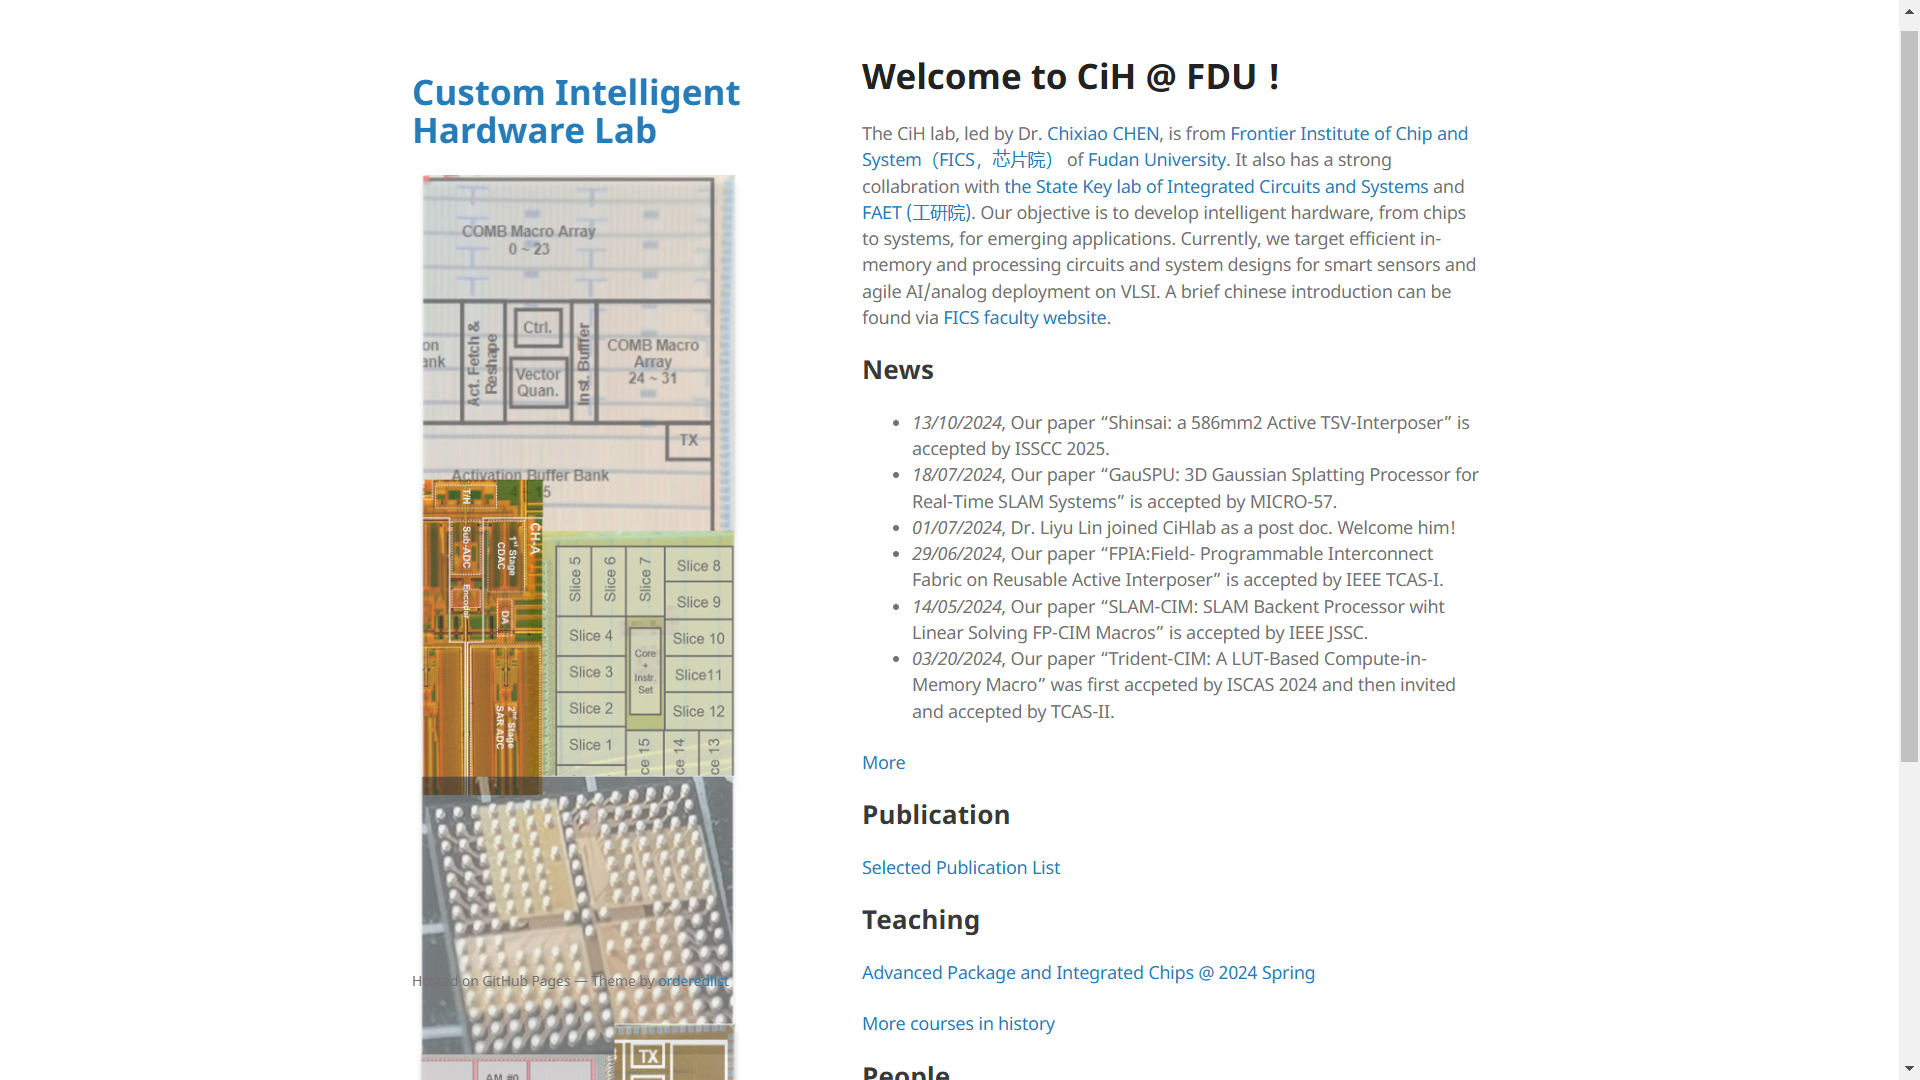 Custom Intelligent
Hardware Lab
COMB Macro Array
0 ~ 23
on
ank
Act. Fetch &
Reshape
Ctrl.
Vector
Quan.
Inst. Buffer
COMB Macro
Array
24 ~ 31
TX
Activation Buffer Bank
15
T/H
Sub-ADC
1st Stage
CDAC
CH-A
Encoder
DA
2nd Stage
SAR ADC
Slice 5
Slice 6
Slice 7
Slice 8
Slice 9
Slice 4
Slice 10
Core
+
Instr.
Set
Slice 3
Slice11
Slice 2
Slice 12
Slice 1
ce 15
ce 14
ce 13
Hosted on GitHub Pages — Theme by orderedlist
TX
AM #0
Welcome to CiH @ FDU !
The CiH lab, led by Dr. Chixiao CHEN, is from Frontier Institute of Chip and
System（FICS，芯片院） of Fudan University. It also has a strong
collabration with the State Key lab of Integrated Circuits and Systems and
FAET (工研院). Our objective is to develop intelligent hardware, from chips
to systems, for emerging applications. Currently, we target efficient in-
memory and processing circuits and system designs for smart sensors and
agile AI/analog deployment on VLSI. A brief chinese introduction can be
found via FICS faculty website.
News
• 13/10/2024, Our paper “Shinsai: a 586mm2 Active TSV-Interposer” is
accepted by ISSCC 2025.
• 18/07/2024, Our paper “GauSPU: 3D Gaussian Splatting Processor for
Real-Time SLAM Systems” is accepted by MICRO-57.
• 01/07/2024, Dr. Liyu Lin joined CiHlab as a post doc. Welcome him!
• 29/06/2024, Our paper “FPIA:Field- Programmable Interconnect
Fabric on Reusable Active Interposer” is accepted by IEEE TCAS-I.
• 14/05/2024, Our paper “SLAM-CIM: SLAM Backent Processor wiht
Linear Solving FP-CIM Macros” is accepted by IEEE JSSC.
• 03/20/2024, Our paper “Trident-CIM: A LUT-Based Compute-in-
Memory Macro” was first accpeted by ISCAS 2024 and then invited
and accepted by TCAS-II.
More
Publication
Selected Publication List
Teaching
Advanced Package and Integrated Chips @ 2024 Spring
More courses in history
People